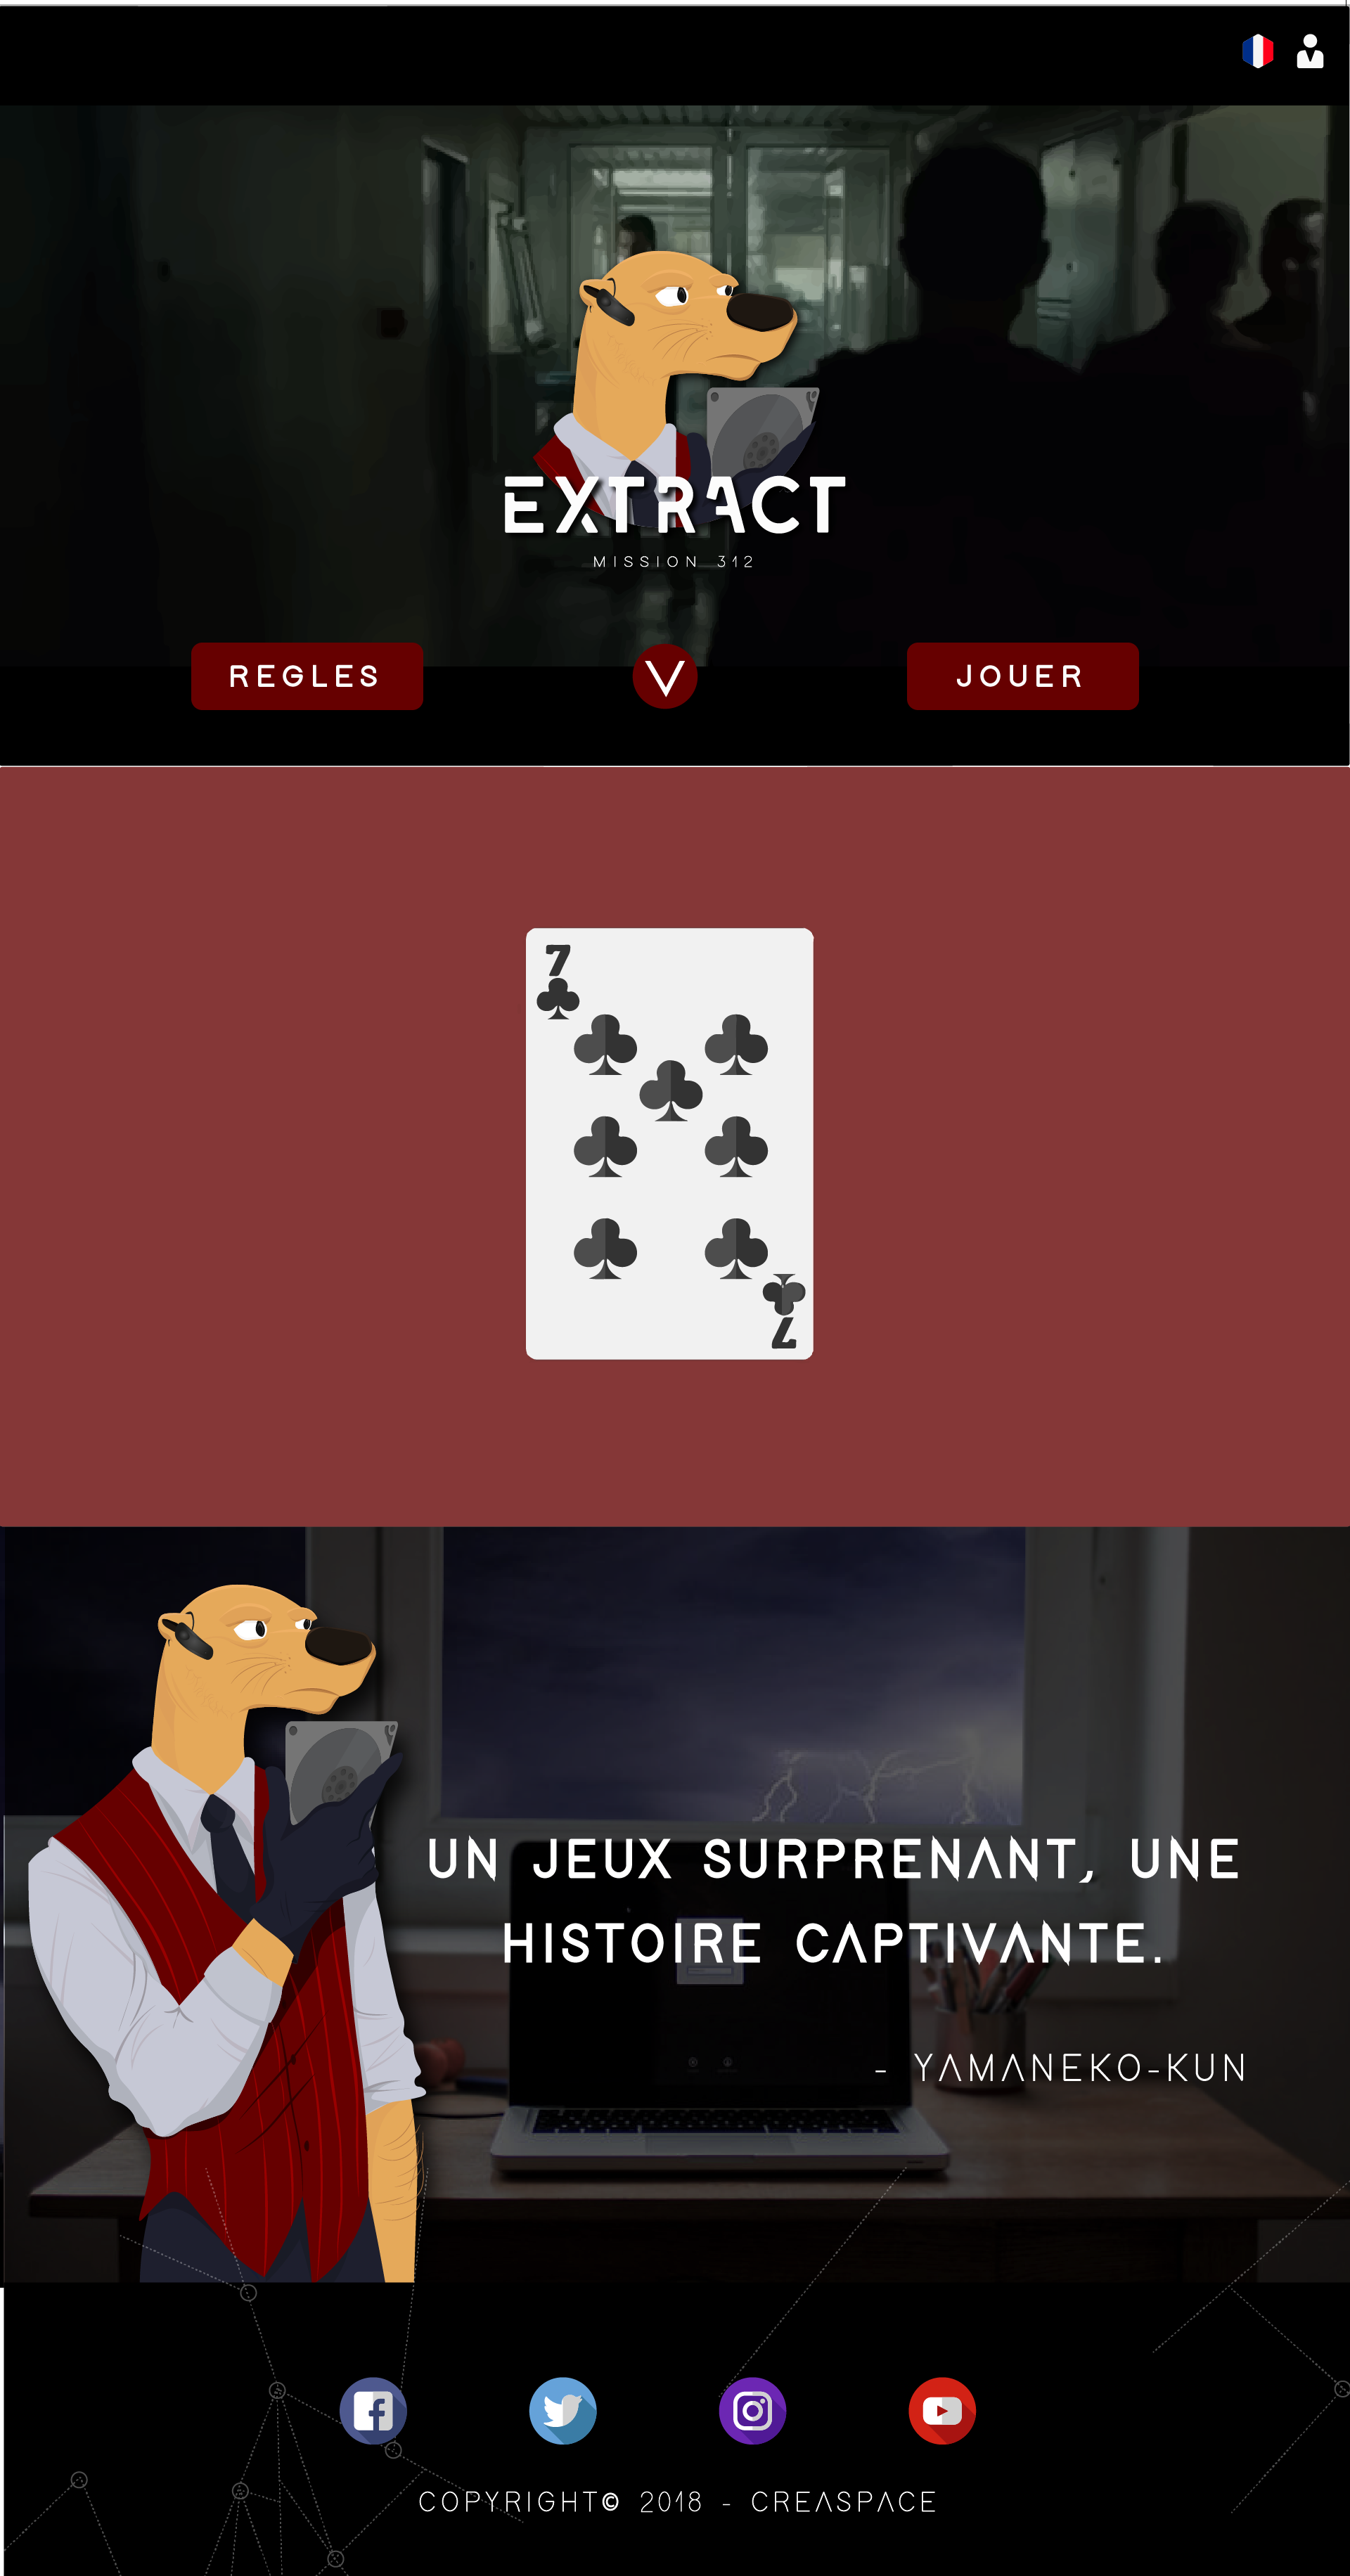 EXTRACT
MISSION 312
REGLES
JOUER
7
7
UN JEUX SURPRENANT, UNE
HISTOIRE CAPTIVANTE.
- YAMANEKO-KUN
COPYRIGHT© 2018 - CREASPACE